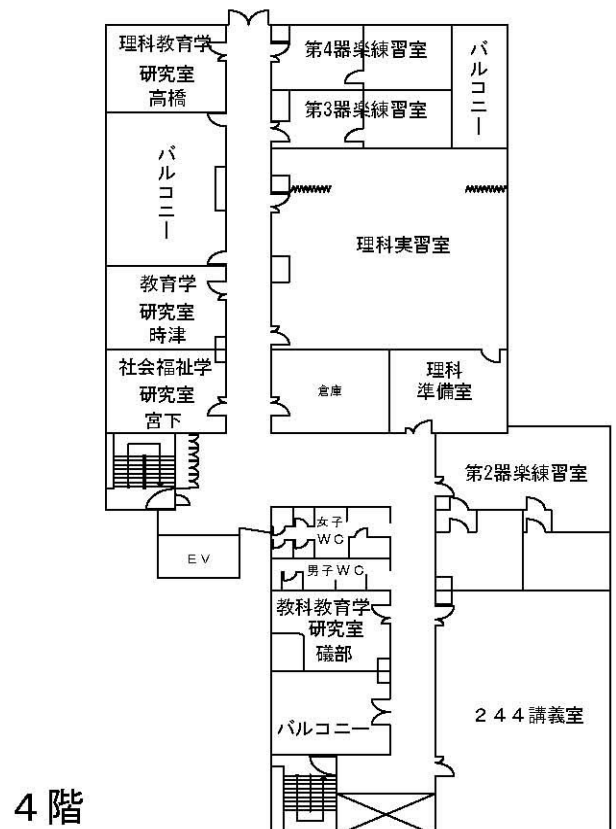 理科教育学
研究室
高橋
第4器楽練習室
バルコニー
第3器楽練習室
バルコニー
理科実習室
教育学
研究室
時津
社会福祉学
研究室
宮下
倉庫
理科
準備室
第2器楽練習室
ＥＶ
女子
ＷＣ
男子ＷＣ
教科教育学
研究室
礒部
バルコニー
２４４講義室
４階